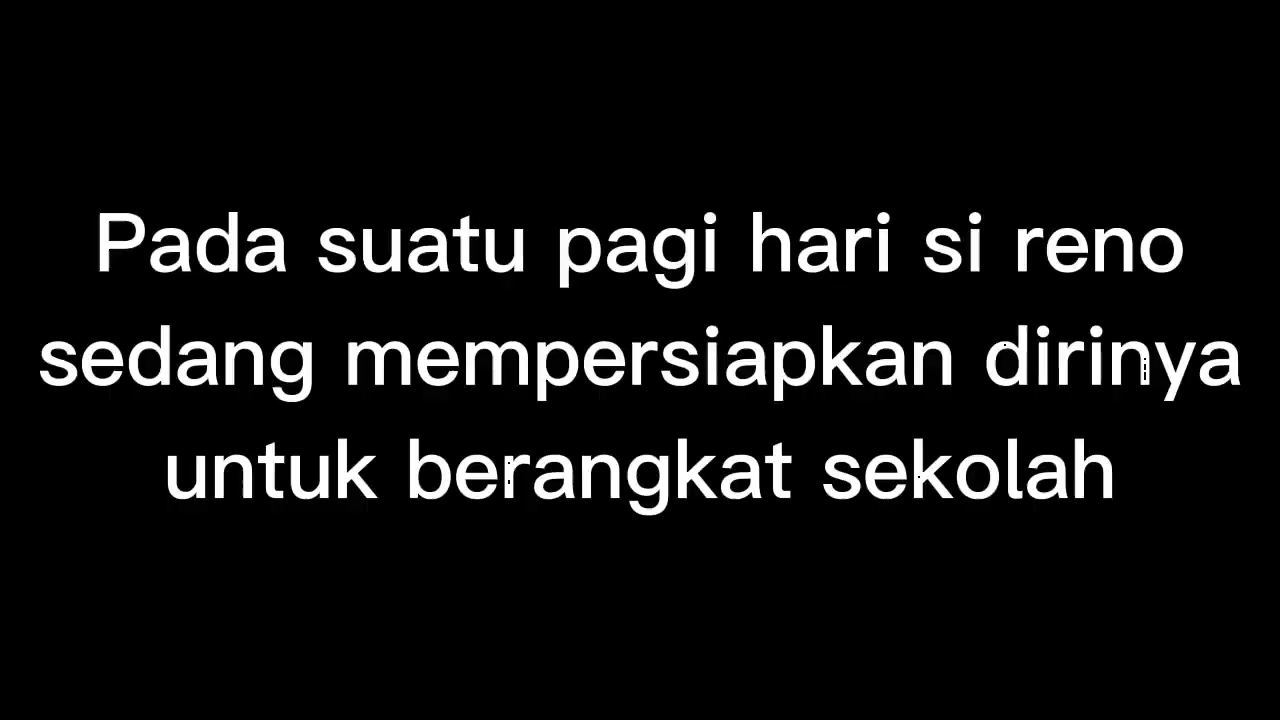 Pada suatu pagi hari si reno
sedang mempersiapkan dirinya
untuk berangkat sekolah